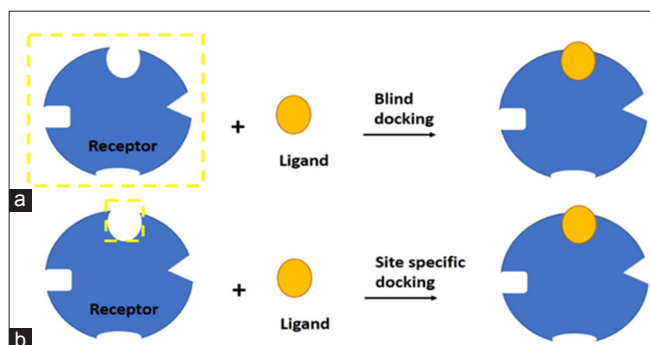 Receptor
+
Ligand
Blind
docking
a
Receptor
+
Ligand
Site specific
docking
b